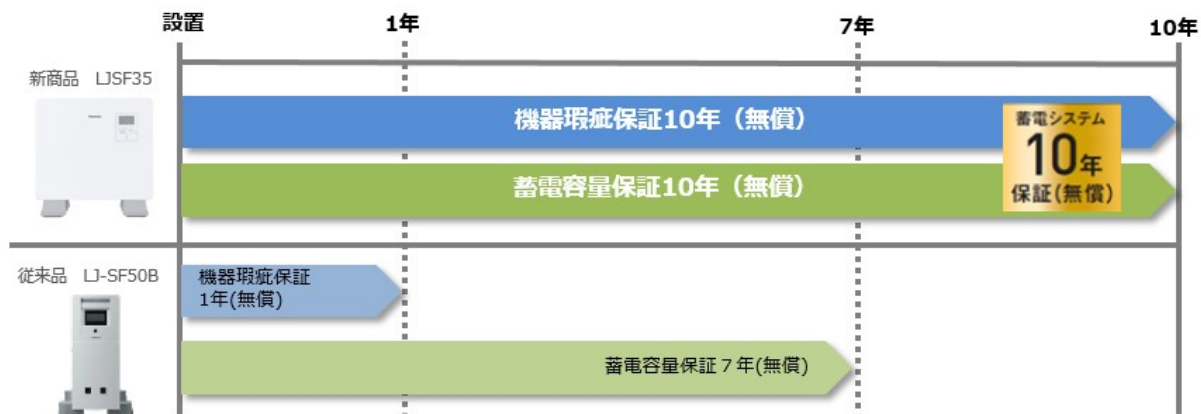 設置
1年
7年
10年
新商品 LJSF35
機器瑕疵保証10年（無償）
蓄電容量保証10年（無償）
蓄電システム
10年
保証(無償)
従来品 LJ-SF50B
機器瑕疵保証
1年(無償)
蓄電容量保証７年(無償)